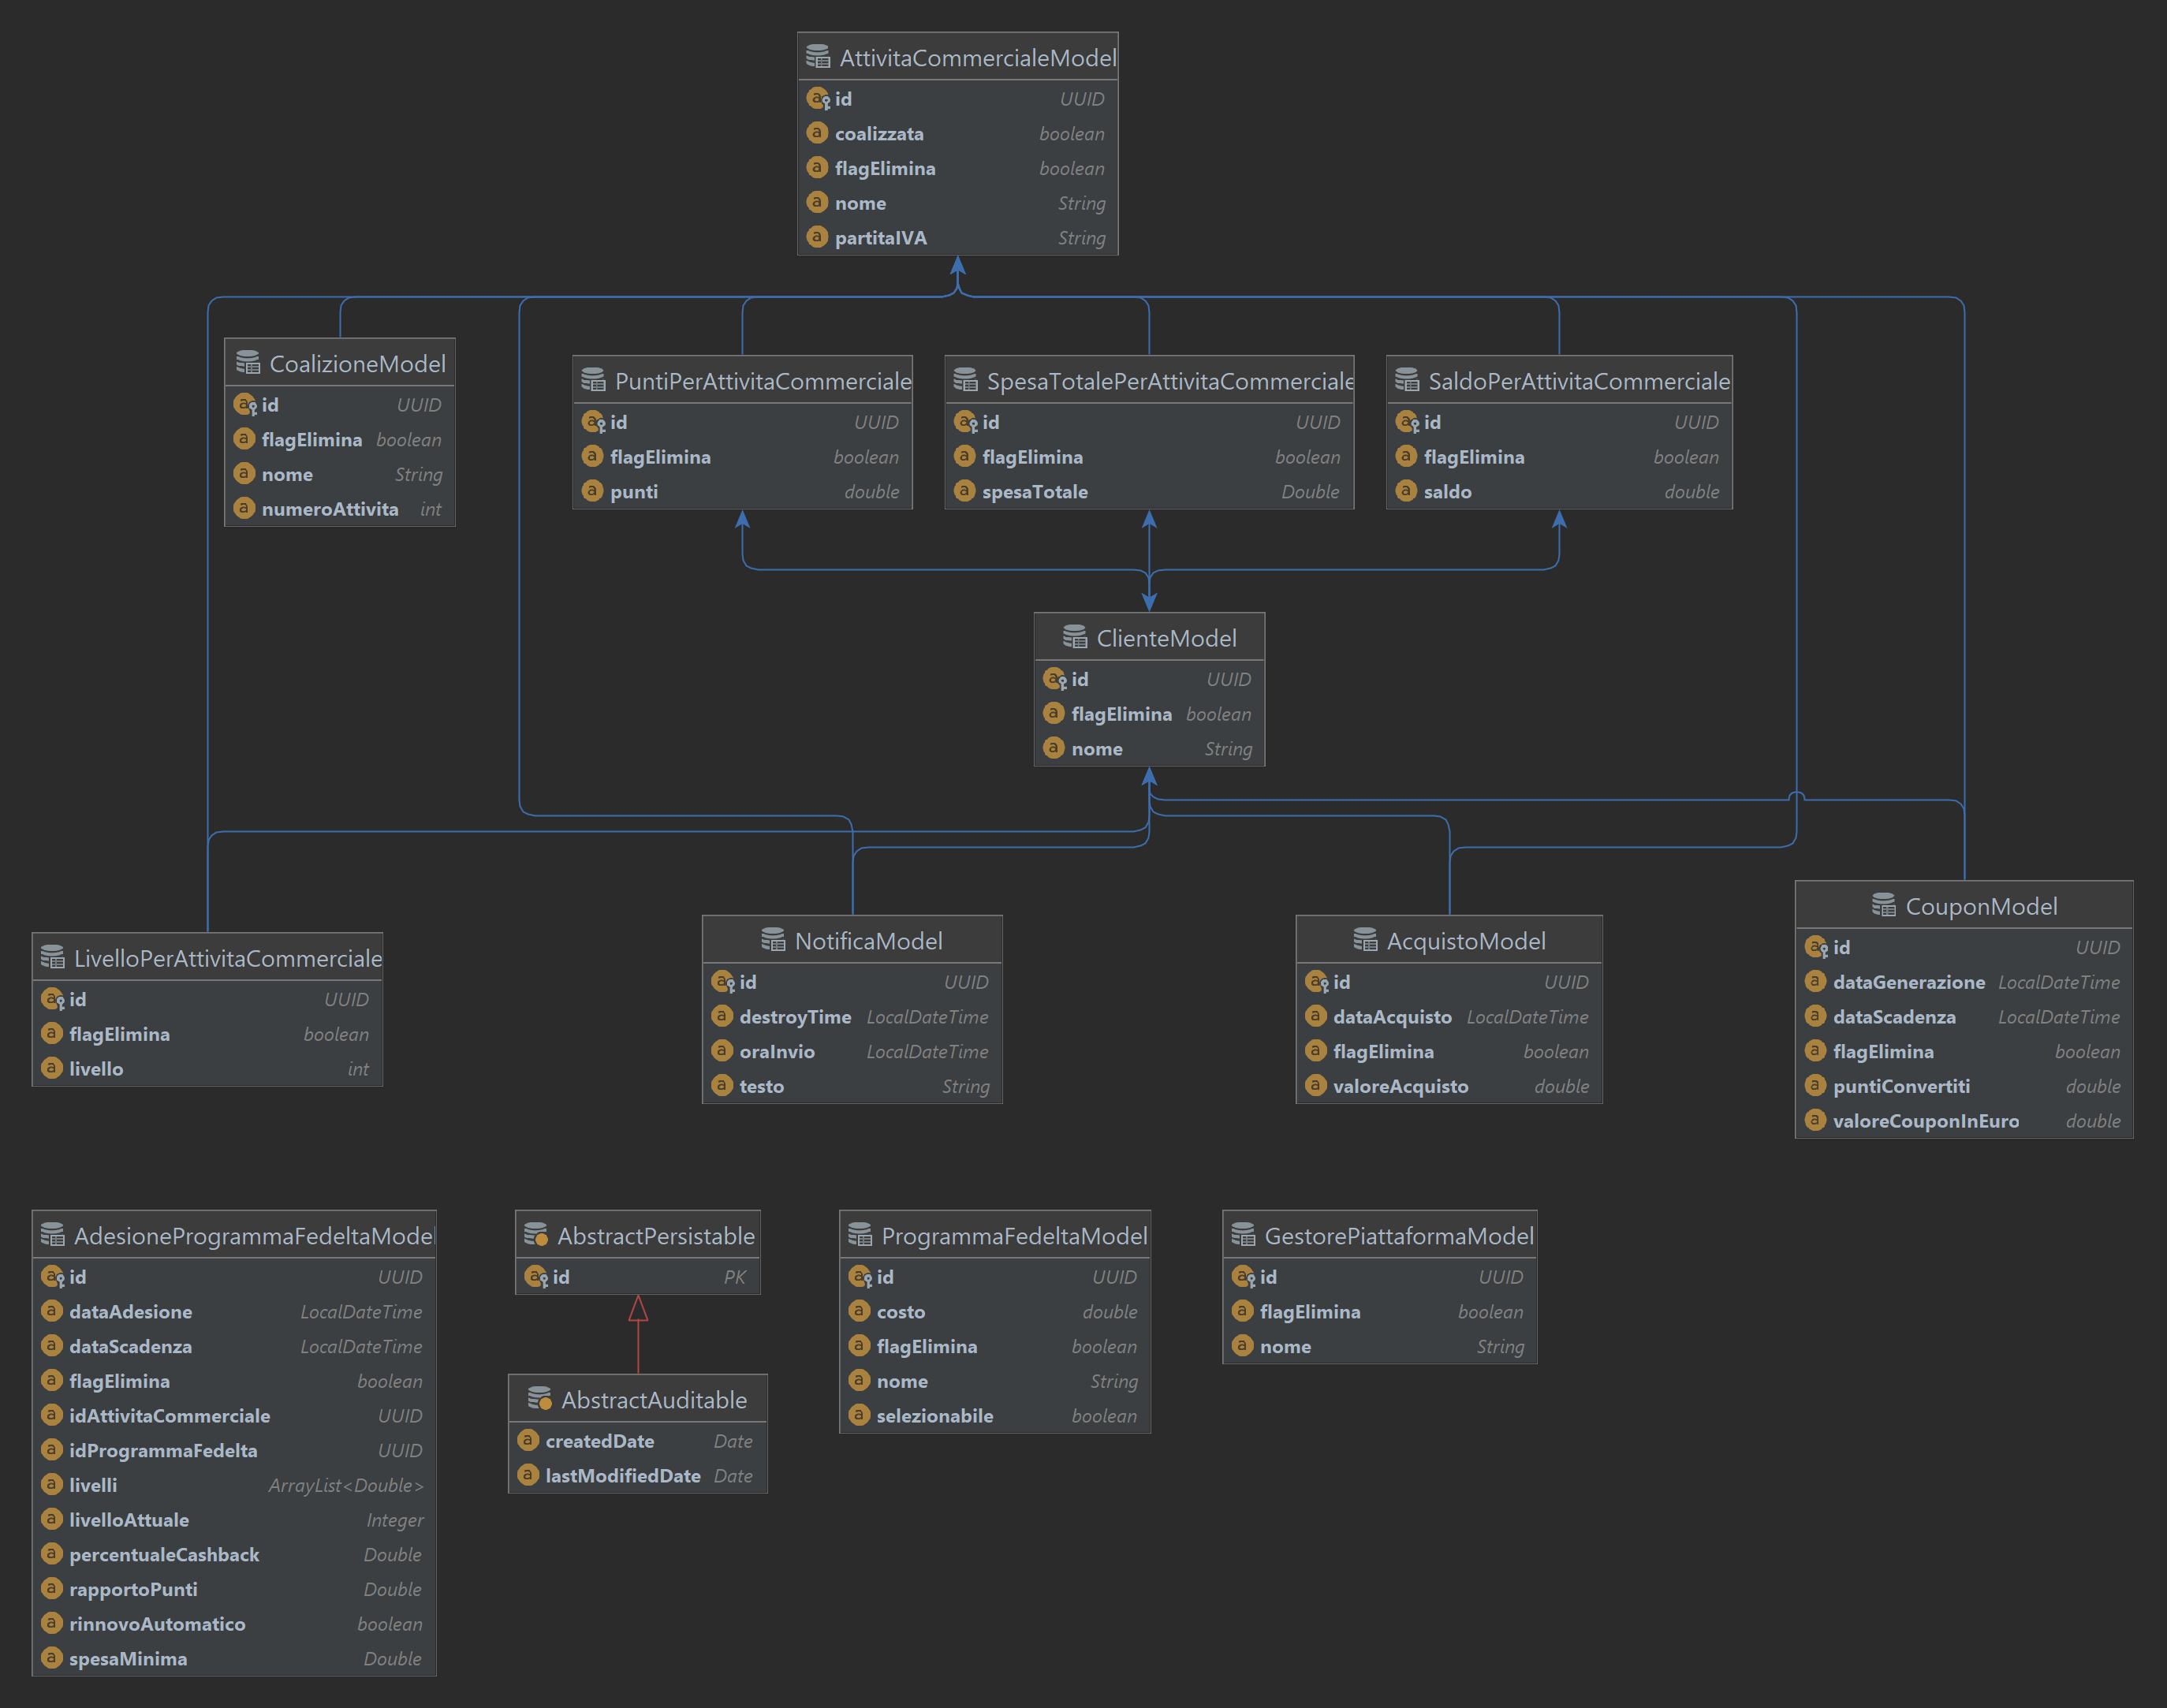 AttivitaCommercialeModel
id UUID
coalizzata boolean
flagElimina boolean
nome String
partitaIVA String
CoalizioneModel
id UUID
flagElimina boolean
nome String
numeroAttivita int
PuntiPerAttivitaCommerciale
id UUID
flagElimina boolean
punti double
SpesaTotalePerAttivitaCommerciale
id UUID
flagElimina boolean
spesaTotale Double
SaldoPerAttivitaCommerciale
id UUID
flagElimina boolean
saldo double
ClienteModel
id UUID
flagElimina boolean
nome String
LivelloPerAttivitaCommerciale
id UUID
flagElimina boolean
livello int
NotificaModel
id UUID
destroyTime LocalDateTime
oraInvio LocalDateTime
testo String
AcquistoModel
id UUID
dataAcquisto LocalDateTime
flagElimina boolean
valoreAcquisto double
CouponModel
id UUID
dataGenerazione LocalDateTime
dataScadenza LocalDateTime
flagElimina boolean
puntiConvertiti double
valoreCouponInEuro double
AdesioneProgrammaFedeltaModel
id UUID
dataAdesione LocalDateTime
dataScadenza LocalDateTime
flagElimina boolean
idAttivitaCommerciale UUID
idProgrammaFedelta UUID
livelli ArrayList<Double>
livelloAttuale Integer
percentualeCashback Double
rapportoPunti Double
rinnovoAutomatico boolean
spesaMinima Double
AbstractPersistable
id PK
AbstractAuditable
createdDate Date
lastModifiedDate Date
ProgrammaFedeltaModel
id UUID
costo double
flagElimina boolean
nome String
selezionabile boolean
GestorePiattaformaModel
id UUID
flagElimina boolean
nome String